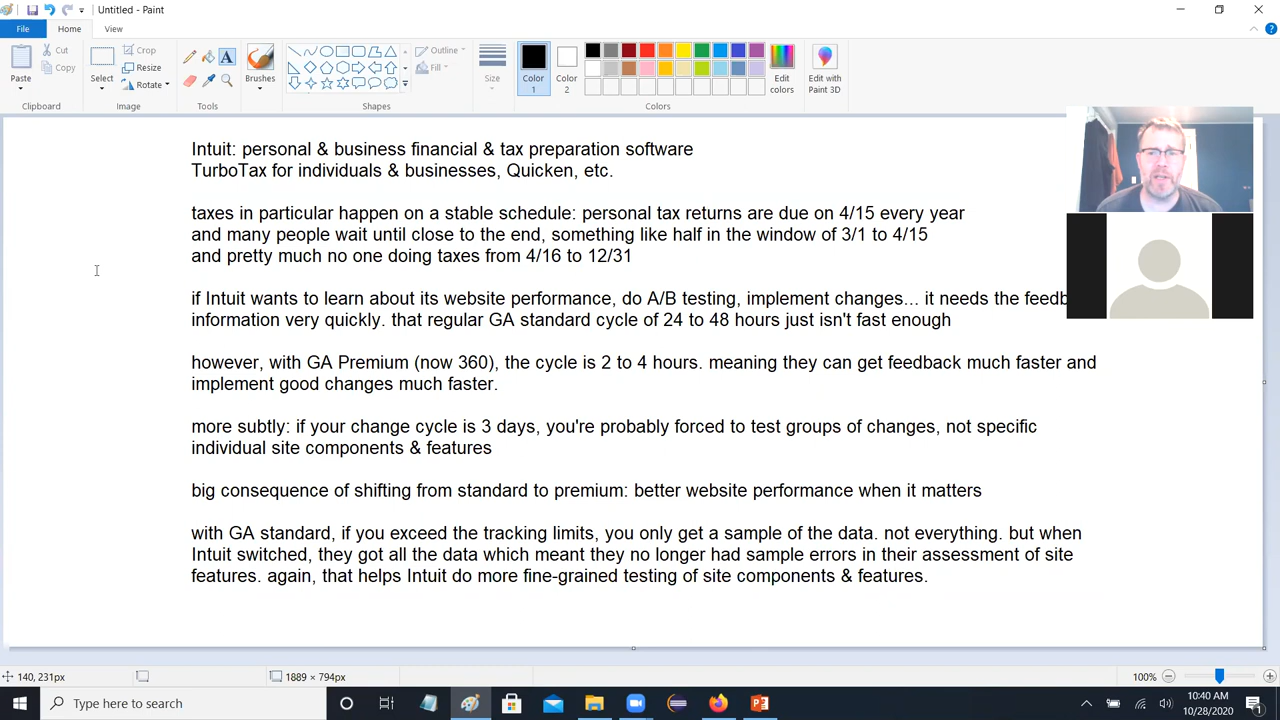 Untitled - Paint
File
Home
View
Paste
Cut
Copy
Clipboard
Select
Crop
Resize
Rotate
Image
Tools
Brushes
Shapes
Outline
Fill
Size
Color 1
Color 2
Colors
Edit colors
Edit with Paint 3D
Intuit: personal & business financial & tax preparation software
TurboTax for individuals & businesses, Quicken, etc.
taxes in particular happen on a stable schedule: personal tax returns are due on 4/15 every year
and many people wait until close to the end, something like half in the window of 3/1 to 4/15
and pretty much no one doing taxes from 4/16 to 12/31
if Intuit wants to learn about its website performance, do A/B testing, implement changes... it needs the
information very quickly. that regular GA standard cycle of 24 to 48 hours just isn't fast enough
however, with GA Premium (now 360), the cycle is 2 to 4 hours. meaning they can get feedback much faster and
implement good changes much faster.
more subtly: if your change cycle is 3 days, you're probably forced to test groups of changes, not specific
individual site components & features
big consequence of shifting from standard to premium: better website performance when it matters
with GA standard, if you exceed the tracking limits, you only get a sample of the data. not everything. but when
Intuit switched, they got all the data which meant they no longer had sample errors in their assessment of site
features. again, that helps Intuit do more fine-grained testing of site components & features.
140, 231px
1889 × 794px
100%
Type here to search
10:40 AM
10/28/2020
1